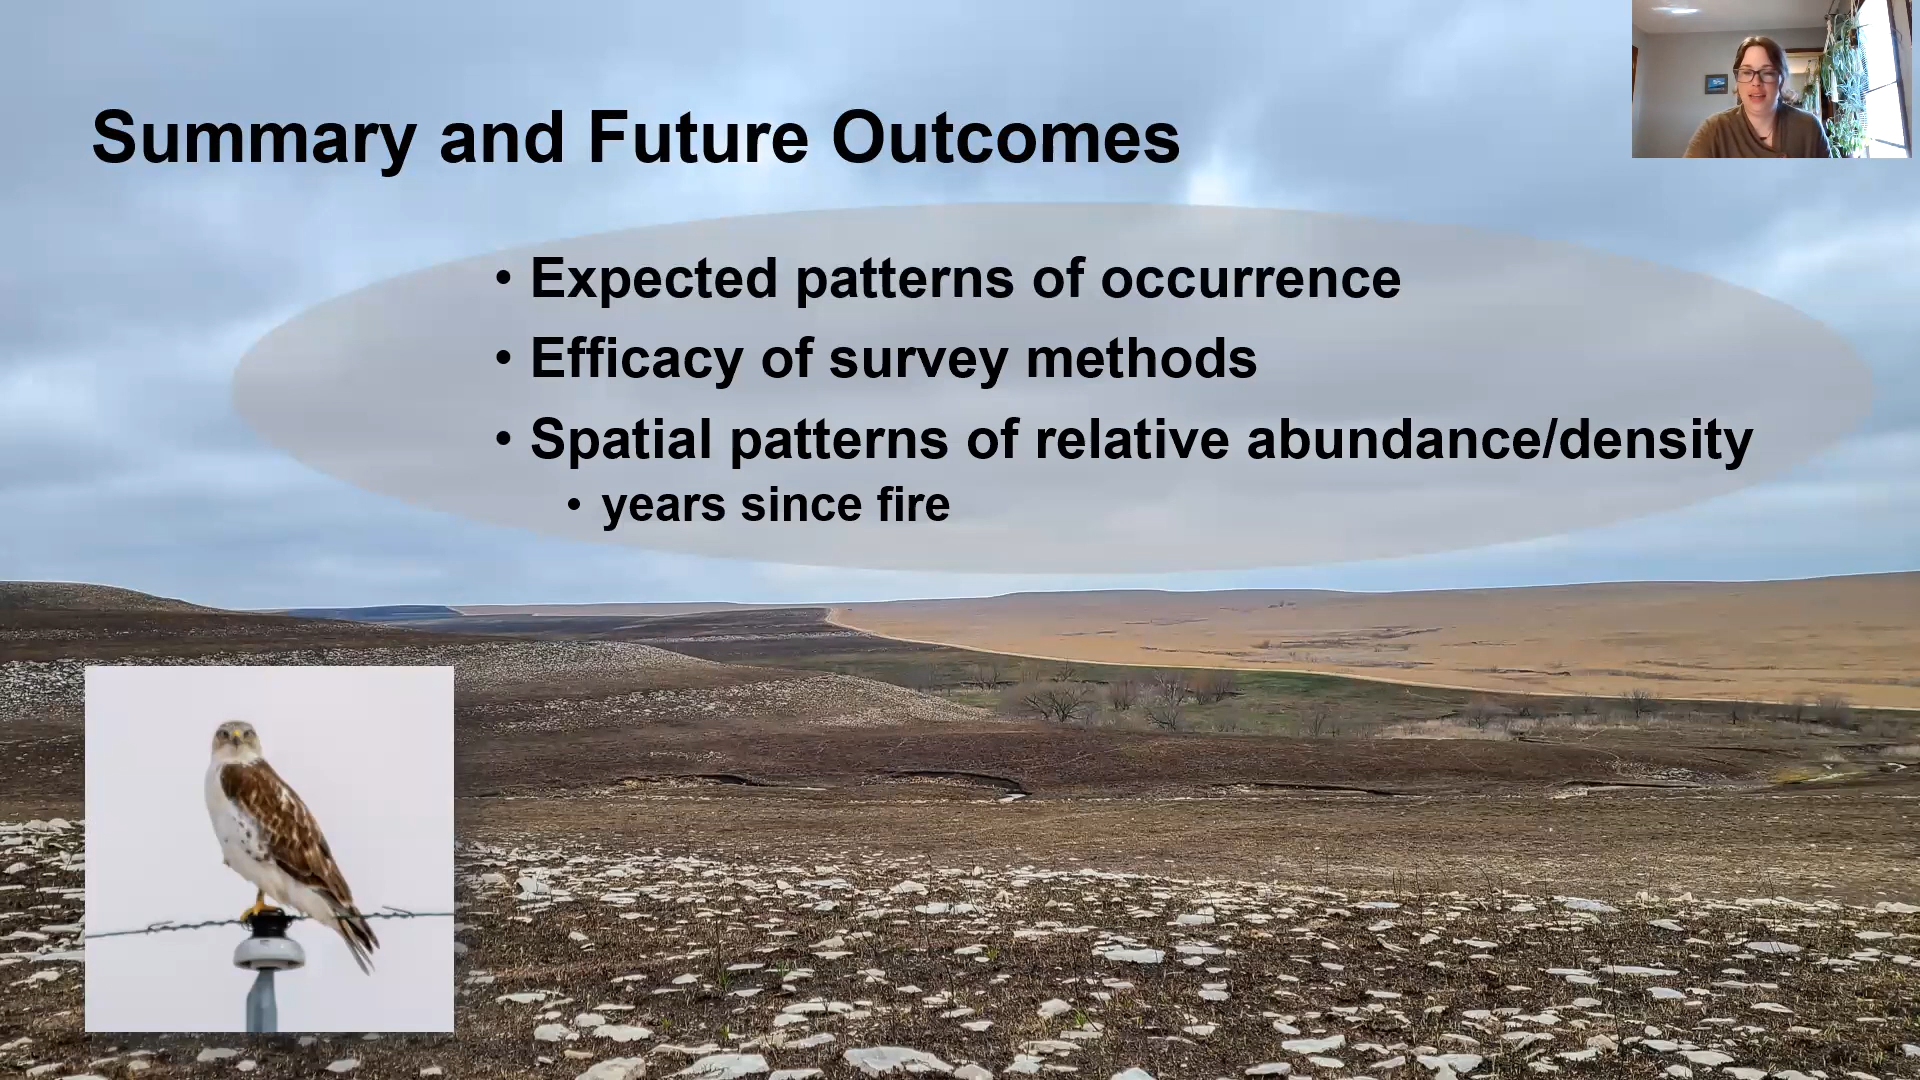 Summary and Future Outcomes
• Expected patterns of occurrence
• Efficacy of survey methods
• Spatial patterns of relative abundance/density
• years since fire